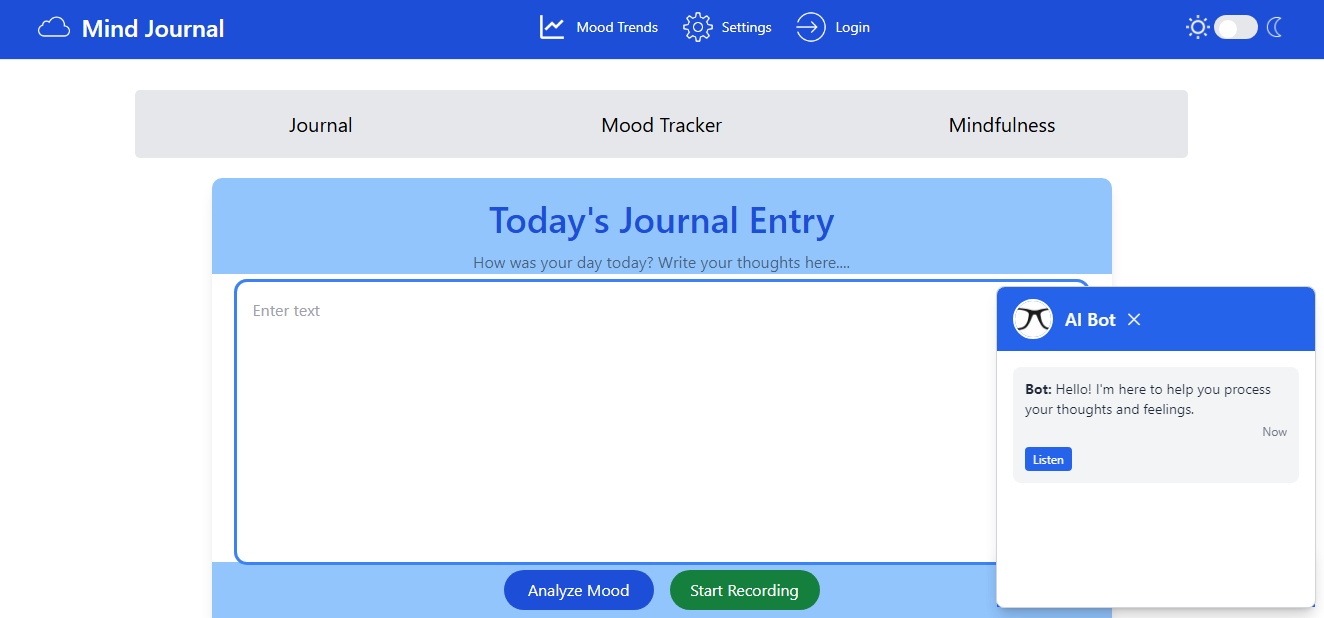 Mind Journal
Mood Trends
Settings
Login
Journal
Mood Tracker
Mindfulness
Today's Journal Entry
How was your day today? Write your thoughts here....
Enter text
AI Bot
Bot: Hello! I'm here to help you process
your thoughts and feelings.
Now
Listen
Analyze Mood
Start Recording